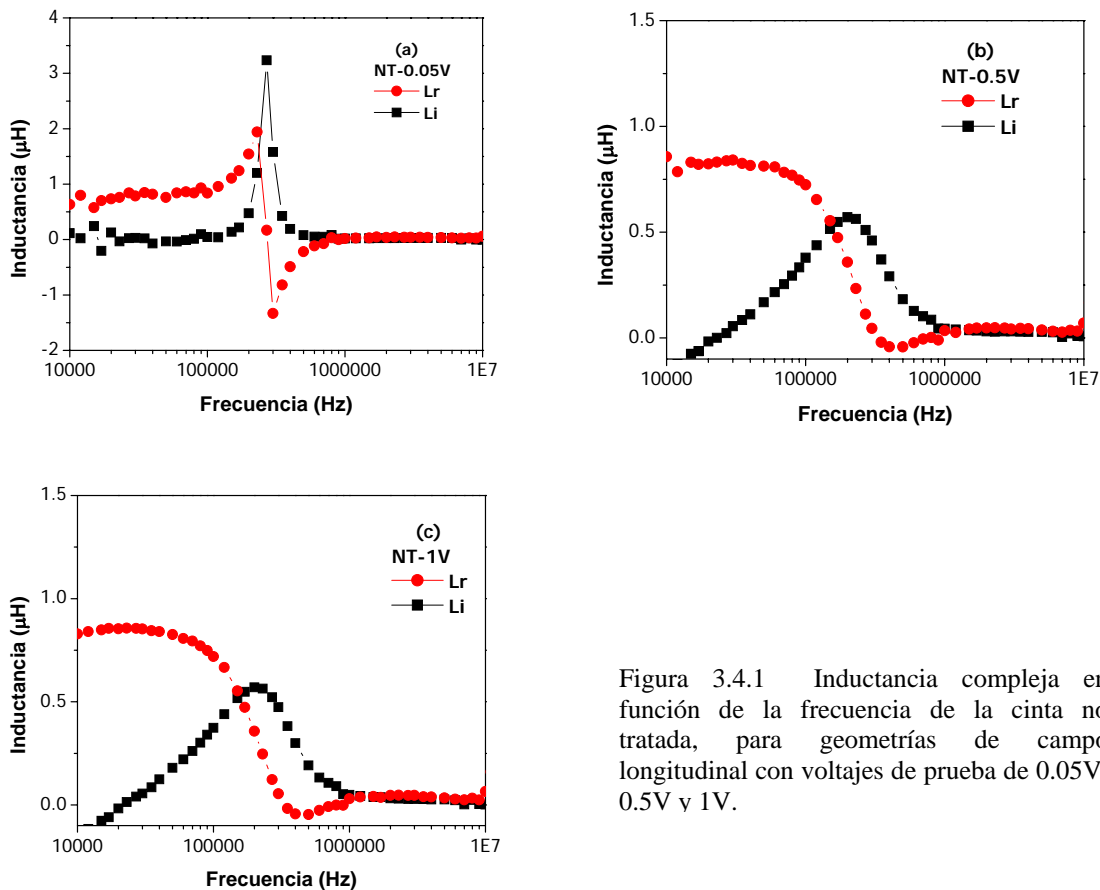 (a)
NT-0.05V
Lr
Li
4
3
2
1
0
-1
-2
Inductancia (µH)
10000 100000 1000000 1E7
Frecuencia (Hz)
(b)
NT-0.5V
Lr
Li
1.5
1.0
0.5
0.0
Inductancia (µH)
10000 100000 1000000 1E7
Frecuencia (Hz)
(c)
NT-1V
Lr
Li
1.5
1.0
0.5
0.0
Inductancia (µH)
10000 100000 1000000 1E7
Frecuencia (Hz)
Figura 3.4.1 Inductancia compleja en
función de la frecuencia de la cinta no
tratada, para geometrías de campo
longitudinal con voltajes de prueba de 0.05V
0.5V y 1V.